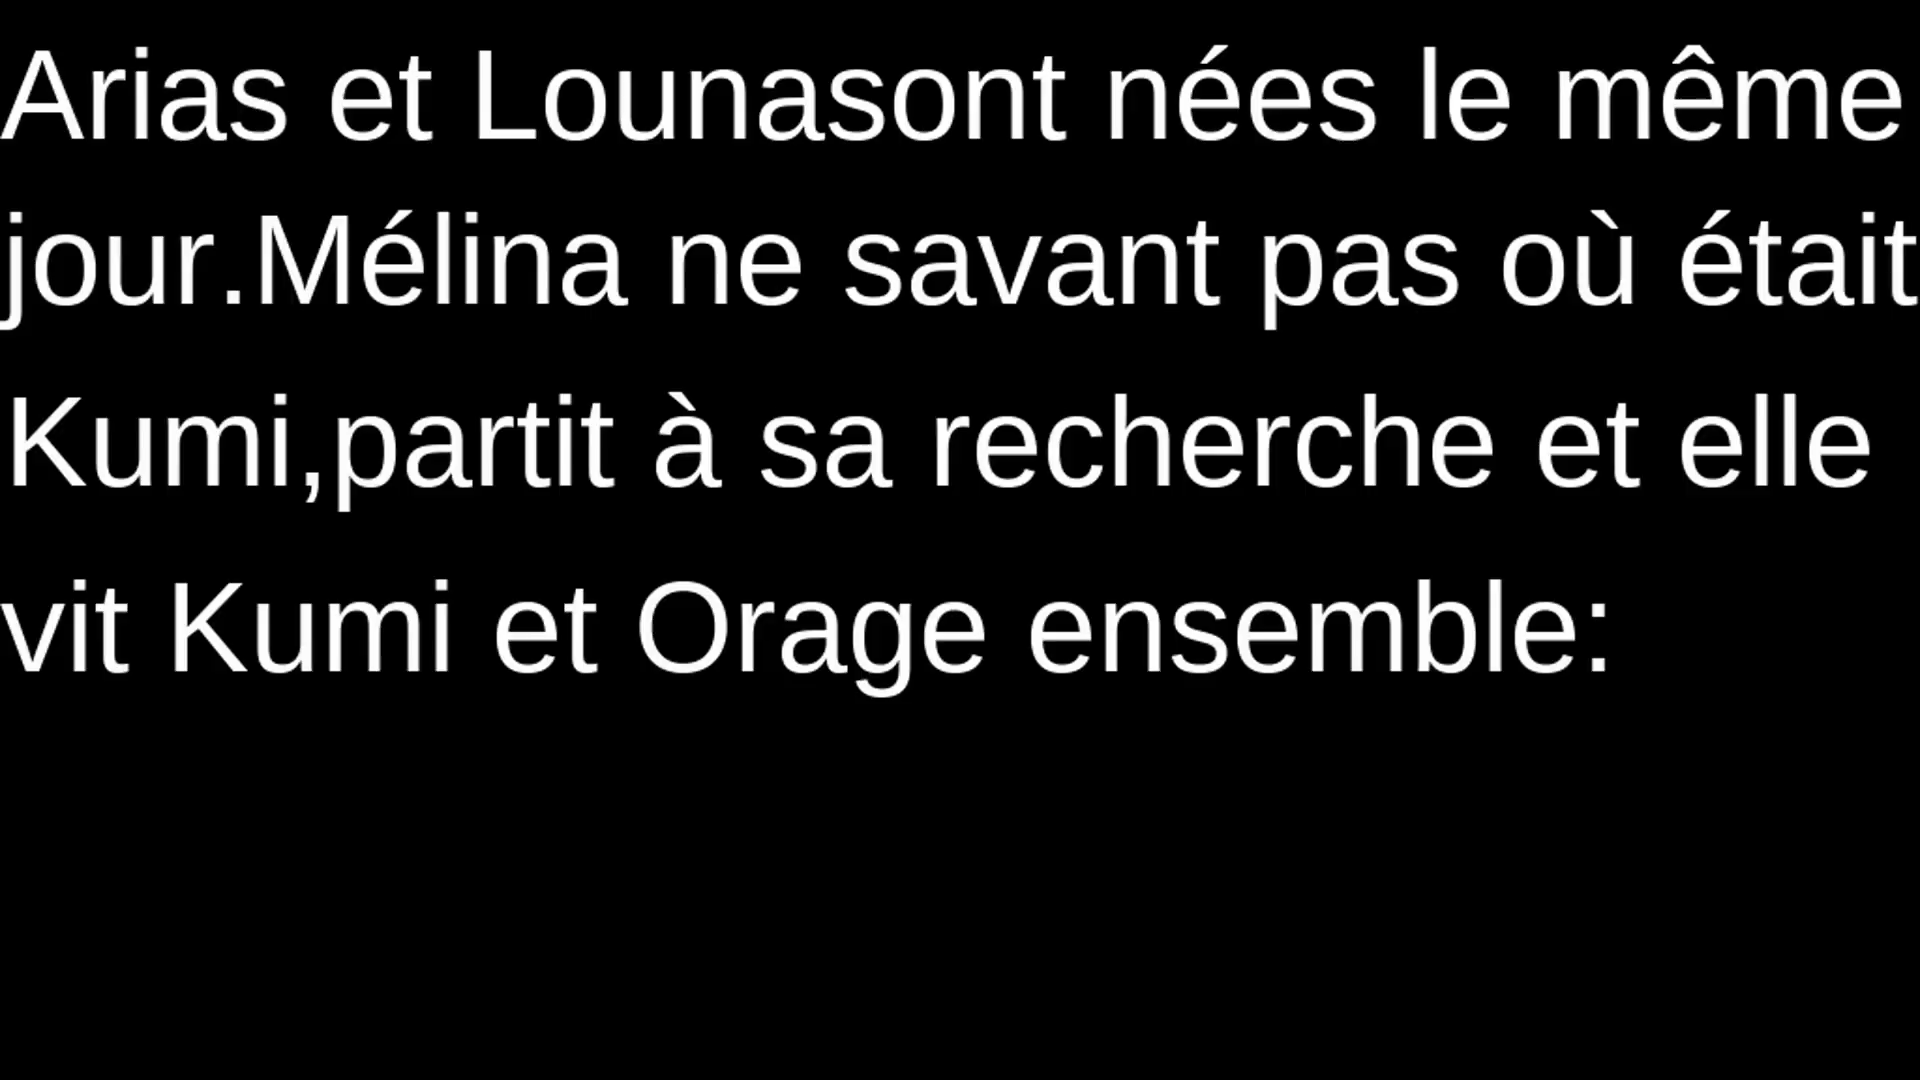 Arias et Lounasont nées le même
jour.Mélina ne savant pas où était
Kumi,partit à sa recherche et elle
vit Kumi et Orage ensemble: